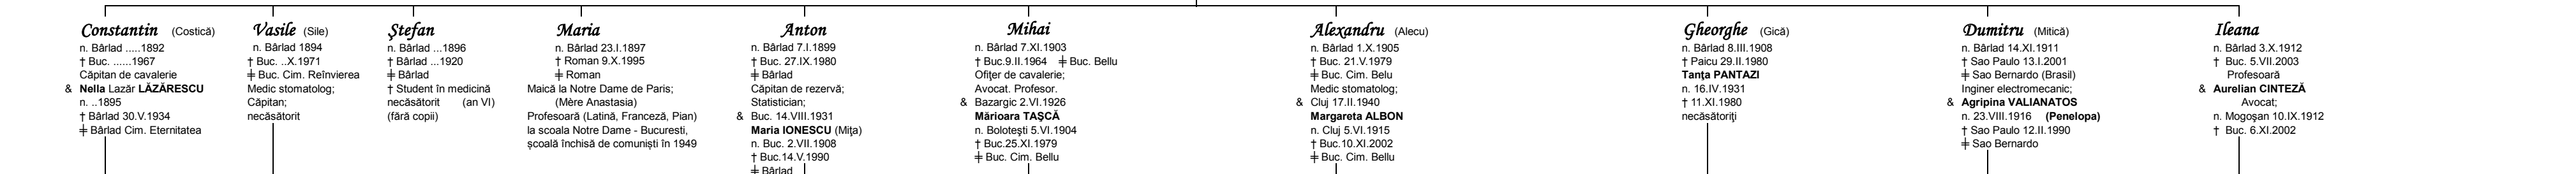 Constantin (Costică)
n. Bârlad .....1892
† Buc. ......1967
Căpitan de cavalerie
& Nella Lazăr LĂZĂRESCU
n. ..1895
† Bârlad 30.V.1934
╪ Bârlad Cim. Eternitatea
Vasile (Sile)
n. Bârlad 1894
† Buc. ..X.1971
╪ Buc. Cim. Reînvierea
Medic stomatolog;
Căpitan;
necăsătorit
Ștefan
n. Bârlad ...1896
† Bârlad ...1920
╪ Bârlad
† Student în medicină
necăsătorit (an VI)
(fără copii)
Maria
n. Bârlad 23.I.1897
† Roman 9.X.1995
╪ Roman
Maică la Notre Dame de Paris;
(Mère Anastasia)
Profesoară (Latină, Franceză, Pian)
la scoala Notre Dame - Bucuresti,
școală închisă de comuniști în 1949
Anton
n. Bârlad 7.I.1899
† Buc. 27.IX.1980
╪ Bârlad
Căpitan de rezervă;
Statistician;
& Buc. 14.VIII.1931
Maria IONESCU (Mița)
n. Buc. 2.VII.1908
† Buc.14.V.1990
╪ Bârlad
Mihai
n. Bârlad 7.XI.1903
† Buc.9.II.1964 ╪ Buc. Bellu
Ofițer de cavalerie;
Avocat. Profesor.
& Bazargic 2.VI.1926
Mărioara TAŞCĂ
n. Bolotești 5.VI.1904
† Buc.25.XI.1979
╪ Buc. Cim. Bellu
Alexandru (Alecu)
n. Bârlad 1.X.1905
† Buc. 21.V.1979
╪ Buc. Cim. Belu
Medic stomatolog;
& Cluj 17.II.1940
Margareta ALBON
n. Cluj 5.VI.1915
† Buc.10.XI.2002
╪ Buc. Cim. Bellu
Gheorghe (Gică)
n. Bârlad 8.III.1908
† Paicu 29.II.1980
Tanța PANTAZI
n. 16.IV.1931
† 11.XI.1980
necăsătoriți
Dumitru (Mitică)
n. Bârlad 14.XI.1911
† Sao Paulo 13.I.2001
╪ Sao Bernardo (Brasil)
Inginer electromecanic;
& Agripina VALIANATOS
n. 23.VIII.1916 (Penelopa)
† Sao Paulo 12.II.1990
╪ Sao Bernardo
Ileana
n. Bârlad 3.X.1912
† Buc. 5.VII.2003
Profesoară
& Aurelian CINTEZĂ
Avocat;
n. Mogoşan 10.IX.1912
† Buc. 6.XI.2002